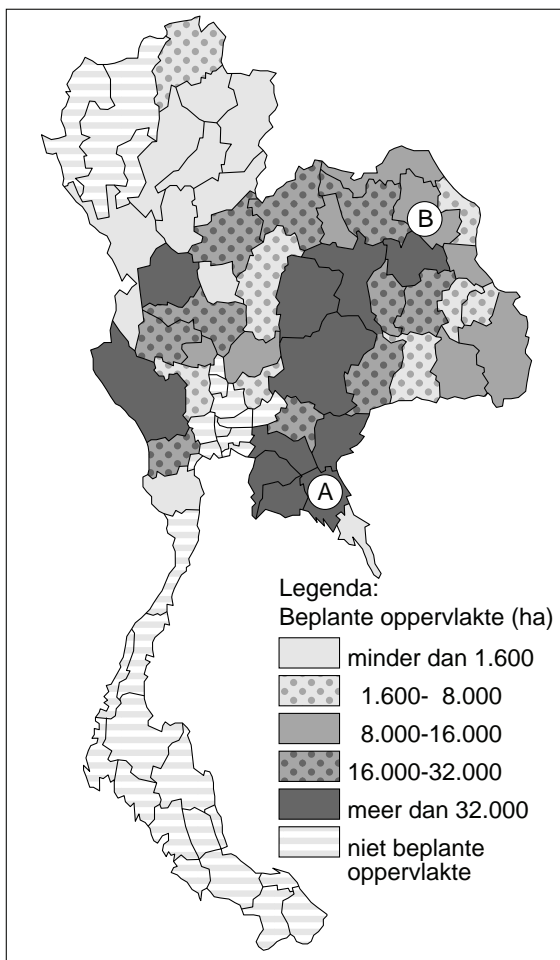 B
A
Legenda:
Beplante oppervlakte (ha)
minder dan 1.600
1.600- 8.000
8.000-16.000
16.000-32.000
meer dan 32.000
niet beplante
oppervlakte